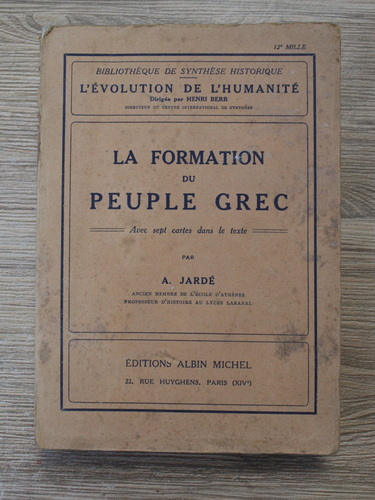 12e MILLE
BIBLIOTHÈQUE DE SYNTHÈSE HISTORIQUE
L'ÉVOLUTION DE L'HUMANITÉ
Dirigée par HENRI BERR
DIRECTEUR DU CENTRE INTERNATIONAL DE SYNTHÈSE
LA FORMATION
DU
PEUPLE GREC
Avec sept cartes dans le texte
PAR
A. JARDÉ
ANCIEN MEMBRE DE L'ÉCOLE D'ATHÈNES
PROFESSEUR D'HISTOIRE AU LYCÉE LAKANAL
ÉDITIONS ALBIN MICHEL
22, RUE HUYGHENS, PARIS (XIVe)